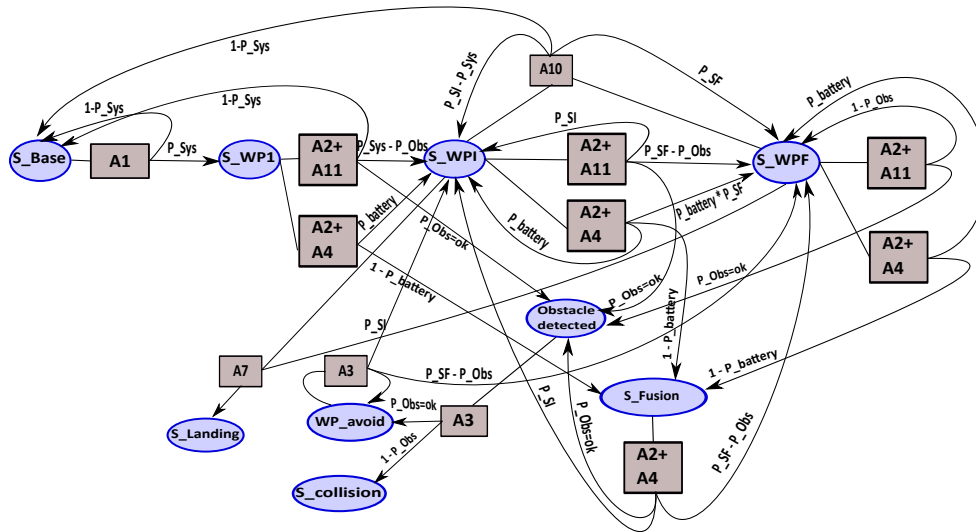 1-P_Sys
P_SI - P_Sys
A10
P_SF
P_battery
1-P_Sys
1-P_Sys
1 - P_Obs
P_SI
S_Base
A1
P_Sys
S_WP1
A2+
A11
P_Sys - P_Obs
S_WPI
A2+
A11
P_SF - P_Obs
S_WPF
A2+
A11
A2+
A4
P_battery
P_Obs=ok
P_battery
A2+
A4
P_battery * P_SF
A2+
A4
1 - P_battery
P_Obs=ok
P_Obs=ok
Obstacle
detected
P_SI
1 - P_battery
1 - P_battery
A7
A3
P_SF - P_Obs
P_SI
S_Fusion
S_Landing
WP_avoid
P_Obs=ok
A3
P_Obs=ok
P_SF - P_Obs
1 - P_Obs
A2+
A4
S_collision